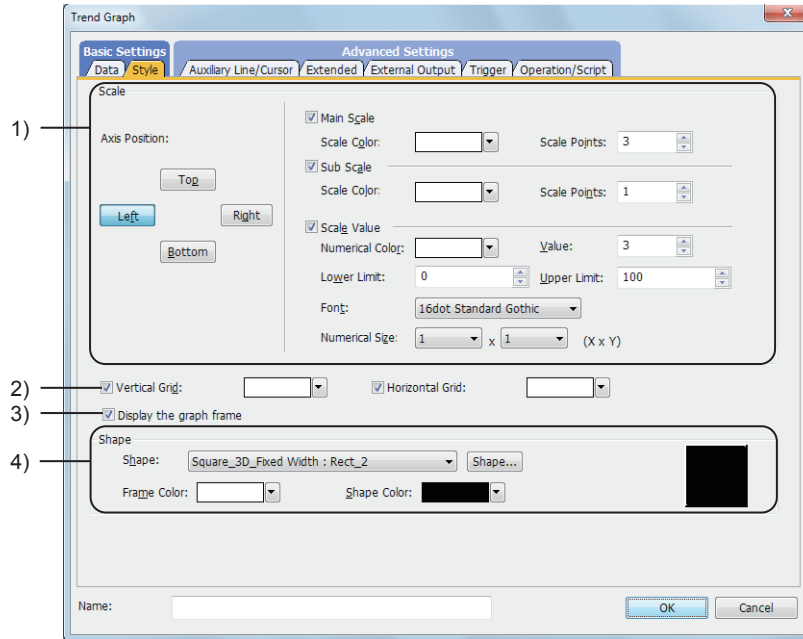 Trend Graph
x
Basic Settings
Advanced Settings
Data Style Auxiliary Line/Cursor Extended External Output Trigger Operation/Script
Scale
1)
Axis Position:
Top
Left
Right
Bottom
Main Scale
Scale Color: Scale Points: 3
Sub Scale
Scale Color: Scale Points: 1
Scale Value
Numerical Color: Value: 3
Lower Limit: 0 Upper Limit: 100
Font: 16dot Standard Gothic
Numerical Size: 1 x 1 (X x Y)
2) Vertical Grid: Horizontal Grid:
3) Display the graph frame
4)
Shape
Shape: Square_3D_Fixed Width : Rect_2 Shape...
Frame Color: Shape Color:
Name: OK Cancel